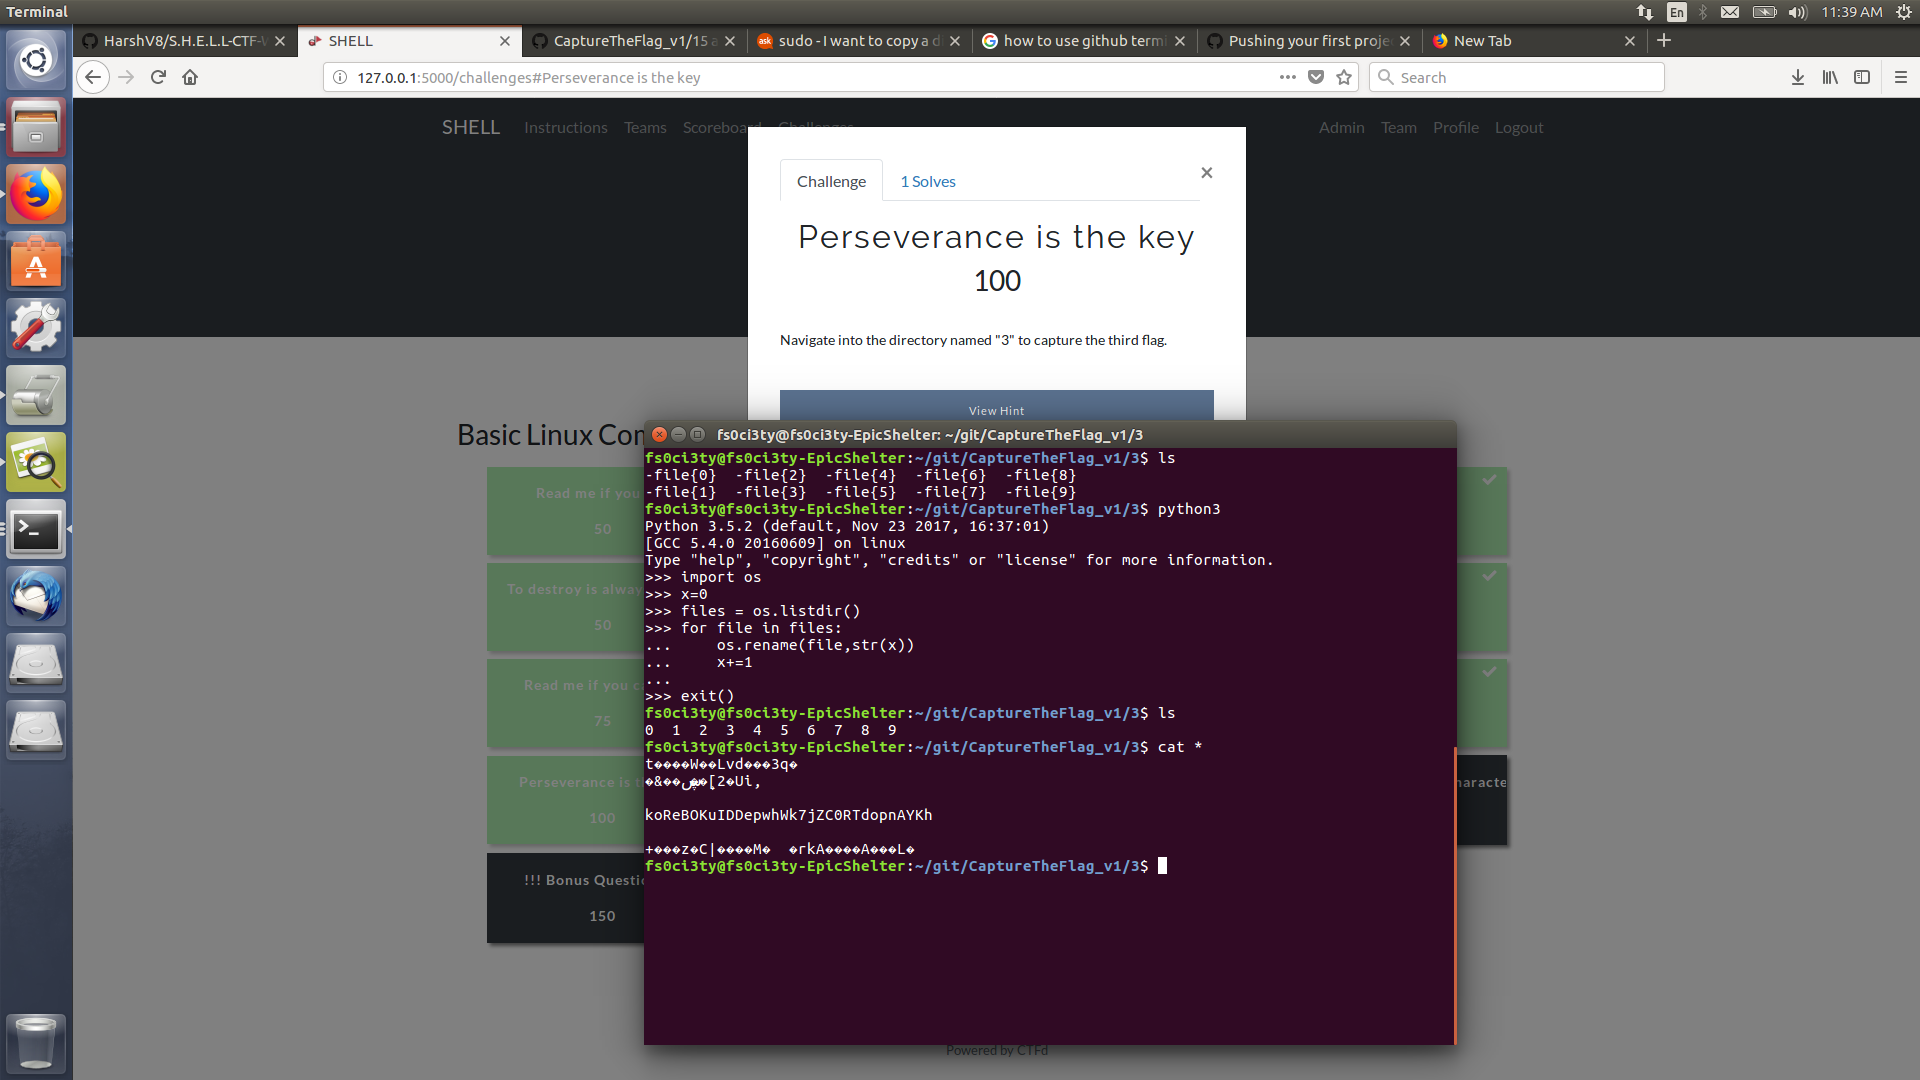 Terminal
En
11:39 AM
HarshV8/S.H.E.L.L-CTF-
SHELL
CaptureTheFlag_v1/15 a
sudo - I want to copy a d
how to use github termi
Pushing your first proje
New Tab
127.0.0.1:5000/challenges#Perseverance is the key
Search
SHELL Instructions Teams Scoreboard Challenges Admin Team Profile Logout
Challenge 1 Solves
Perseverance is the key
100
Navigate into the directory named "3" to capture the third flag.
View Hint
Basic Linux Com
Read me if you
50
To destroy is alway
50
Read me if you c
75
Perseverance is t
100
!!! Bonus Questio
150
haracte
fs0ci3ty@fs0ci3ty-EpicShelter: ~/git/CaptureTheFlag_v1/3
fs0ci3ty@fs0ci3ty-EpicShelter:~/git/CaptureTheFlag_v1/3$ ls
-file{0}  -file{2}  -file{4}  -file{6}  -file{8}
-file{1}  -file{3}  -file{5}  -file{7}  -file{9}
fs0ci3ty@fs0ci3ty-EpicShelter:~/git/CaptureTheFlag_v1/3$ python3
Python 3.5.2 (default, Nov 23 2017, 16:37:01)
[GCC 5.4.0 20160609] on linux
Type "help", "copyright", "credits" or "license" for more information.
>>> import os
>>> x=0
>>> files = os.listdir()
>>> for file in files:
...     os.rename(file,str(x))
...     x+=1
...
>>> exit()
fs0ci3ty@fs0ci3ty-EpicShelter:~/git/CaptureTheFlag_v1/3$ ls
0  1  2  3  4  5  6  7  8  9
fs0ci3ty@fs0ci3ty-EpicShelter:~/git/CaptureTheFlag_v1/3$ cat *
t����W��Lvd���3q�
�&��[2�Ui,
koReBOKuIDDepwhWk7jZC0RTdopnAYKh
+���z�C|����M�  �rkA����A���L�
fs0ci3ty@fs0ci3ty-EpicShelter:~/git/CaptureTheFlag_v1/3$
Powered by CTFd